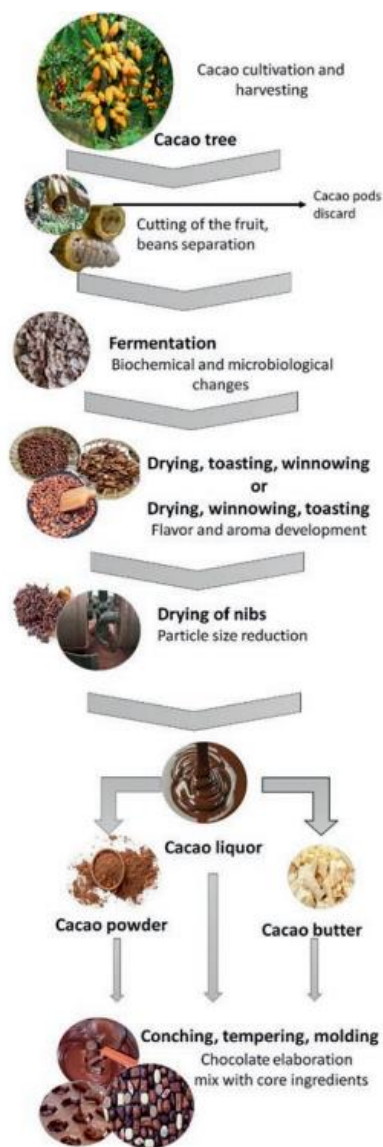 Cacao cultivation and
harvesting
Cacao tree
Cacao pods
discard
Cutting of the fruit,
beans separation
Fermentation
Biochemical and microbiological
changes
Drying, toasting, winnowing
or
Drying, winnowing, toasting
Flavor and aroma development
Drying of nibs
Particle size reduction
Cacao liquor
Cacao powder
Cacao butter
Conching, tempering, molding
Chocolate elaboration
mix with core ingredients